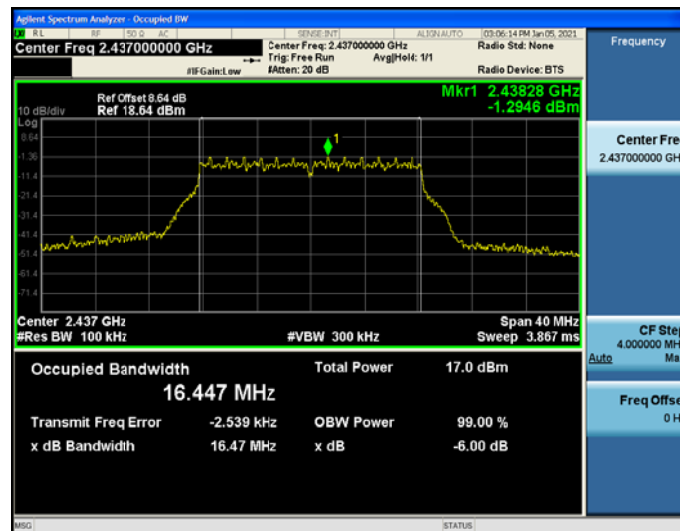 Agilent Spectrum Analyzer - Occupied BW
RL RF 50 Ω AC SENSE:INT ALIGN AUTO 03:06:14 PM Jan 05, 2021
Center Freq 2.437000000 GHz
Center Freq: 2.437000000 GHz
Radio Std: None
Trig: Free Run Avg|Hold: 1/1
#IFGain:Low
#Atten: 20 dB
Radio Device: BTS
Frequency
Mkr1 2.43828 GHz
-1.2946 dBm
Ref Offset 8.64 dB
10 dB/div Ref 18.64 dBm
Log
8.64
-1.36
-11.4
-21.4
-31.4
-41.4
-51.4
-61.4
-71.4
1
Center Fre
2.437000000 GH
Center 2.437 GHz Span 40 MHz
#Res BW 100 kHz #VBW 300 kHz Sweep 3.867 ms
CF Step
4.000000 MH
Auto Ma
Occupied Bandwidth Total Power 17.0 dBm
16.447 MHz
Transmit Freq Error -2.539 kHz OBW Power 99.00 %
x dB Bandwidth 16.47 MHz x dB -6.00 dB
Freq Offse
0 H
MSG STATUS